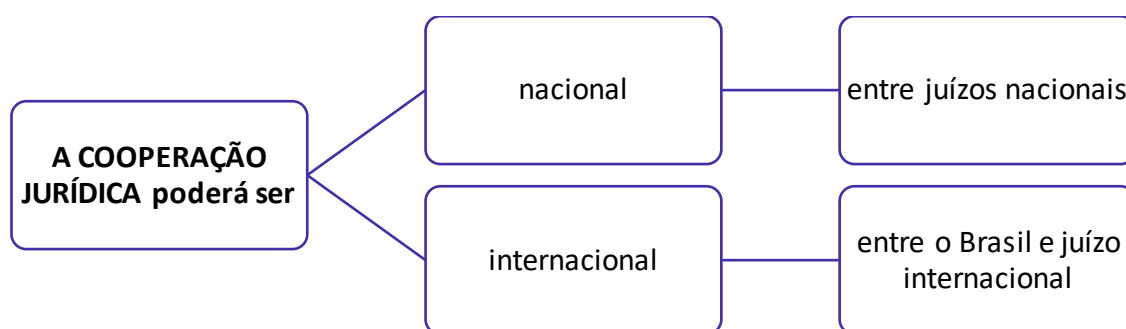 A COOPERAÇÃO
JURÍDICA poderá ser
nacional
entre juízos nacionais
internacional
entre o Brasil e juízo
internacional